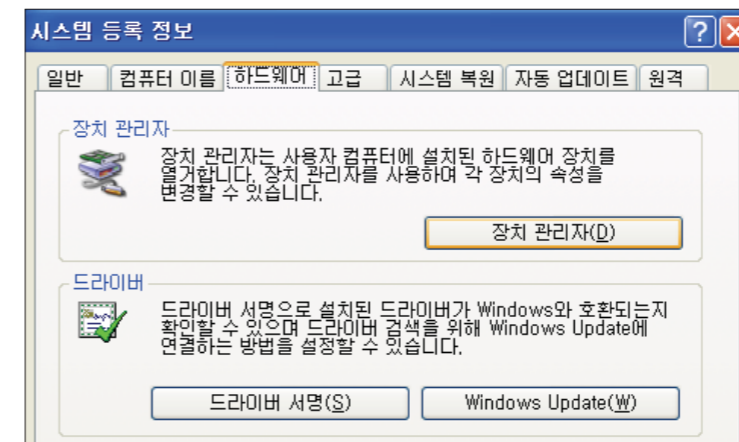 시스템 등록 정보
일반 컴퓨터 이름 하드웨어 고급 시스템 복원 자동 업데이트 원격
장치 관리자
장치 관리자는 사용자 컴퓨터에 설치된 하드웨어 장치를
열거합니다. 장치 관리자를 사용하여 각 장치의 속성을
변경할 수 있습니다.
장치 관리자(D)
드라이버
드라이버 서명으로 설치된 드라이버가 Windows와 호환되는지
확인할 수 있으며 드라이버 검색을 위해 Windows Update에
연결하는 방법을 설정할 수 있습니다.
드라이버 서명(S) Windows Update(W)